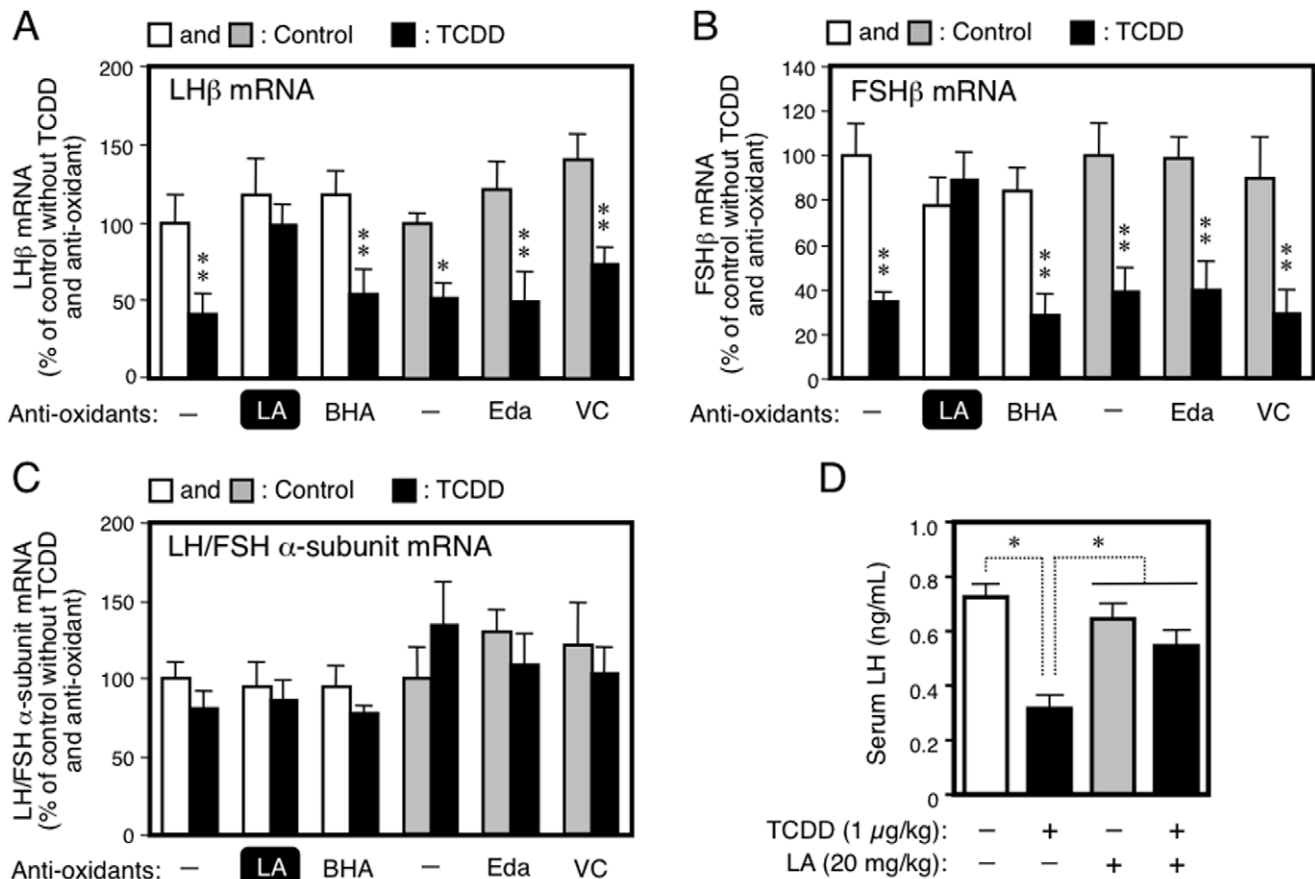 A
and : Control : TCDD
LHβ mRNA
LHβ mRNA
(% of control without TCDD
and anti-oxidant)
200
150
100
50
0
**
**
*
**
**
Anti-oxidants: – LA BHA – Eda VC
B
and : Control : TCDD
FSHβ mRNA
FSHβ mRNA
(% of control without TCDD
and anti-oxidant)
140
120
100
80
60
40
20
0
**
**
**
**
**
Anti-oxidants: – LA BHA – Eda VC
C
and : Control : TCDD
LH/FSH α-subunit mRNA
LH/FSH α-subunit mRNA
(% of control without TCDD
and anti-oxidant)
200
150
100
50
0
Anti-oxidants: – LA BHA – Eda VC
D
Serum LH (ng/mL)
1.0
0.8
0.6
0.4
0.2
0
* *
TCDD (1 µg/kg): – + – +
LA (20 mg/kg): – – + +